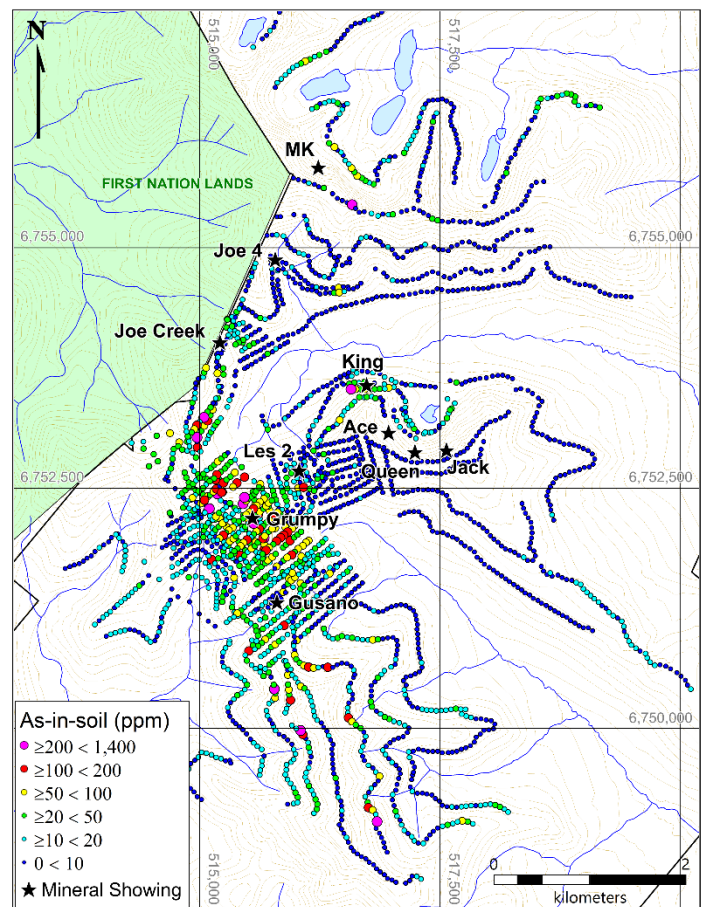 N
515,000
517,500
MK
FIRST NATION LANDS
6,755,000
6,755,000
Joe 4
Joe Creek
King
Ace
Les 2
Queen
Jack
6,752,500
6,752,500
Grumpy
Gusano
As-in-soil (ppm)
≥200 < 1,400
≥100 < 200
≥50 < 100
≥20 < 50
≥10 < 20
0 < 10
Mineral Showing
6,750,000
515,000
517,500
0 2
kilometers